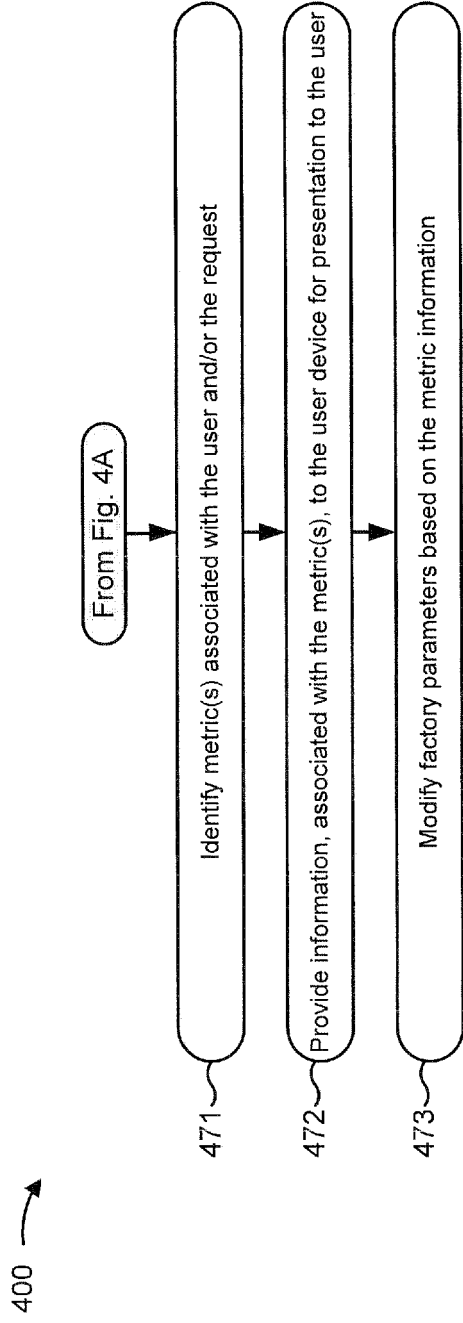 400
From Fig. 4A
471
Identify metric(s) associated with the user and/or the request
472
Provide information, associated with the metric(s), to the user device for presentation to the user
473
Modify factory parameters based on the metric information